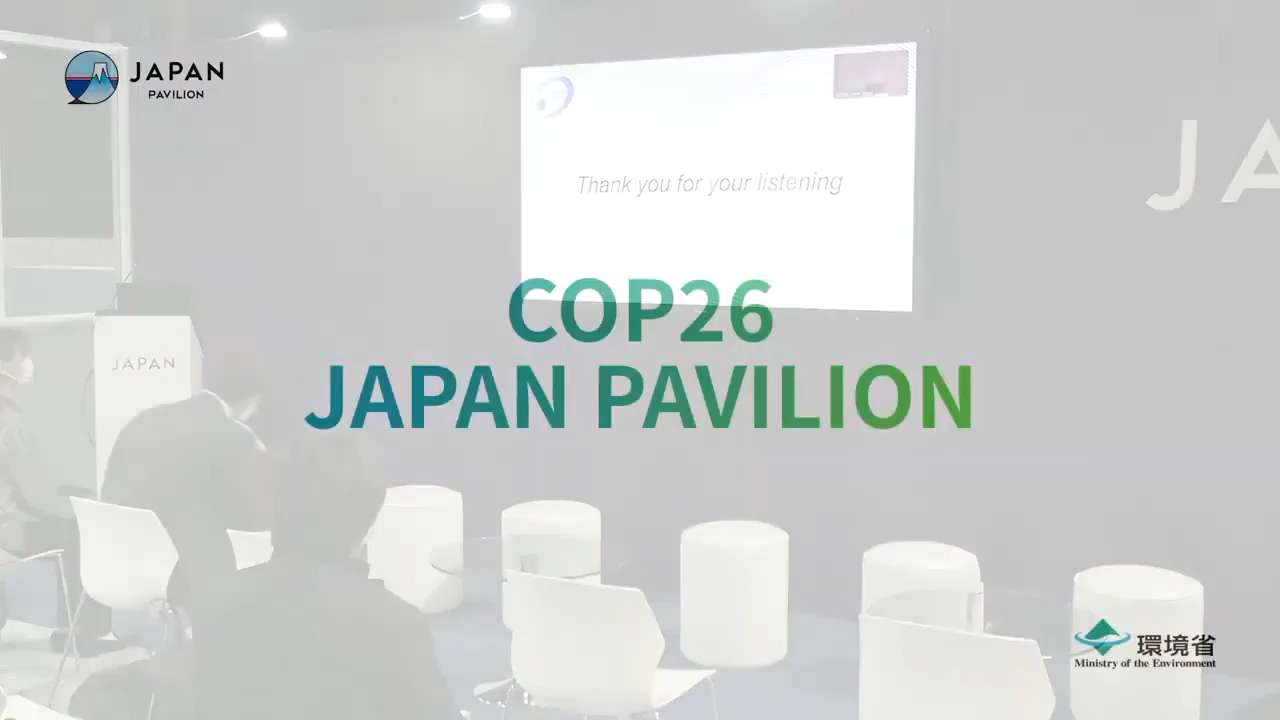 JAPAN
PAVILION
Thank you for your listening
JA
COP26
JAPAN PAVILION
JAPAN
環境省
Ministry of the Environment